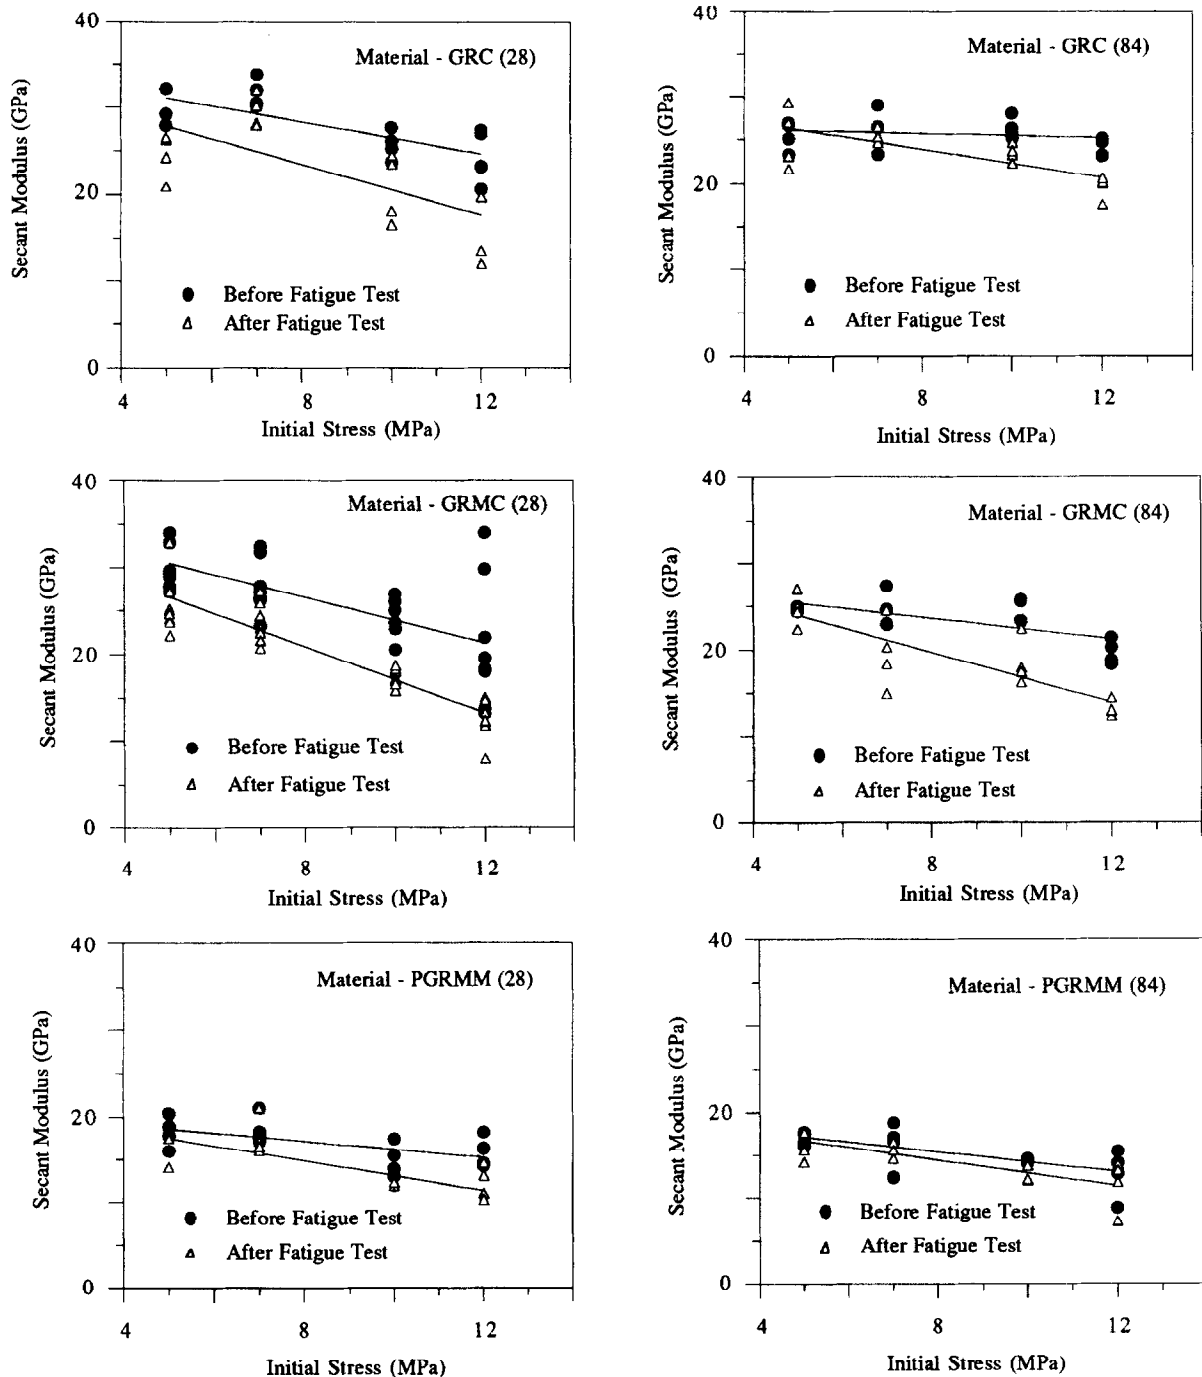 40
Material - GRC (28)
Secant Modulus (GPa)
20
Before Fatigue Test
After Fatigue Test
0
4
8
12
Initial Stress (MPa)
40
Material - GRC (84)
Secant Modulus (GPa)
20
Before Fatigue Test
After Fatigue Test
0
4
8
12
Initial Stress (MPa)
40
Material - GRMC (28)
Secant Modulus (GPa)
20
Before Fatigue Test
After Fatigue Test
0
4
8
12
Initial Stress (MPa)
40
Material - GRMC (84)
Secant Modulus (GPa)
20
Before Fatigue Test
After Fatigue Test
0
4
8
12
Initial Stress (MPa)
40
Material - PGRMM (28)
Secant Modulus (GPa)
20
Before Fatigue Test
After Fatigue Test
0
4
8
12
Initial Stress (MPa)
40
Material - PGRMM (84)
Secant Modulus (GPa)
20
Before Fatigue Test
After Fatigue Test
0
4
8
12
Initial Stress (MPa)